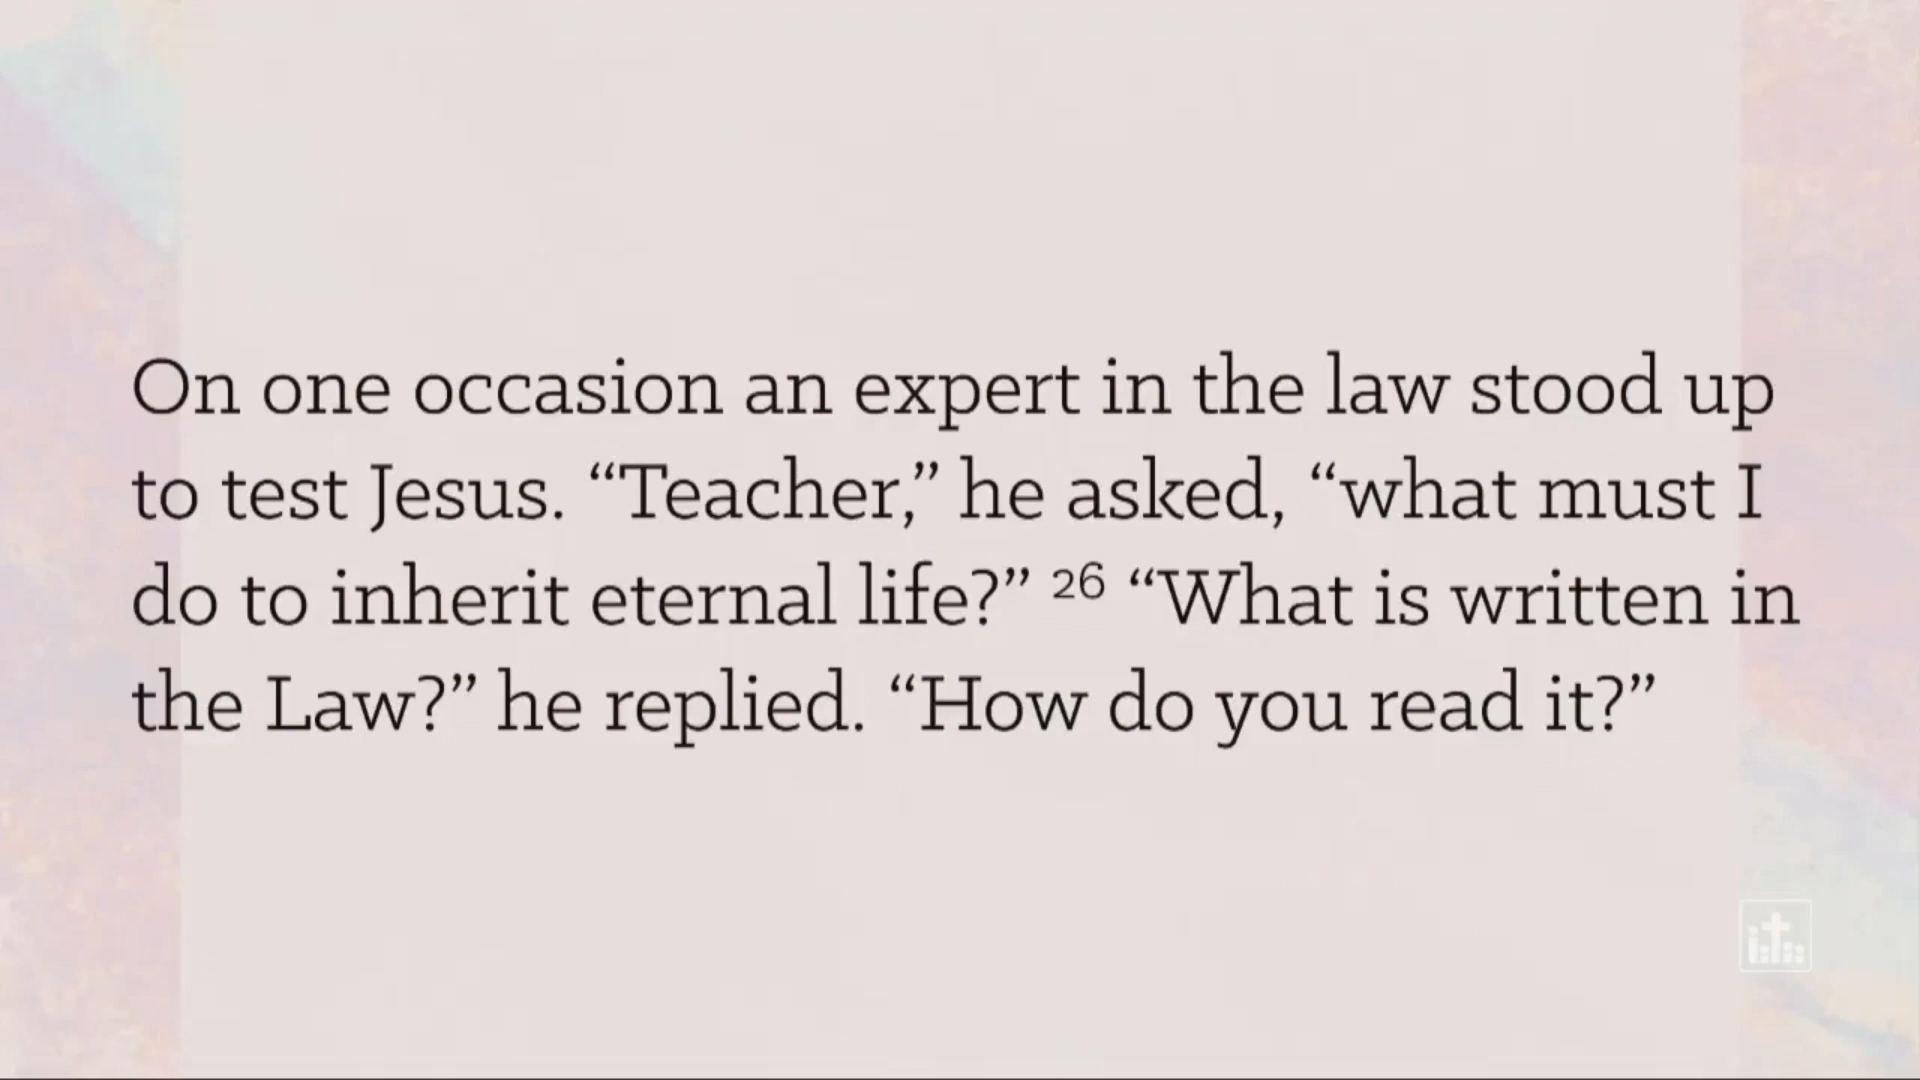 On one occasion an expert in the law stood up
to test Jesus. “Teacher,” he asked, “what must I
do to inherit eternal life?” 26 “What is written in
the Law?” he replied. “How do you read it?”